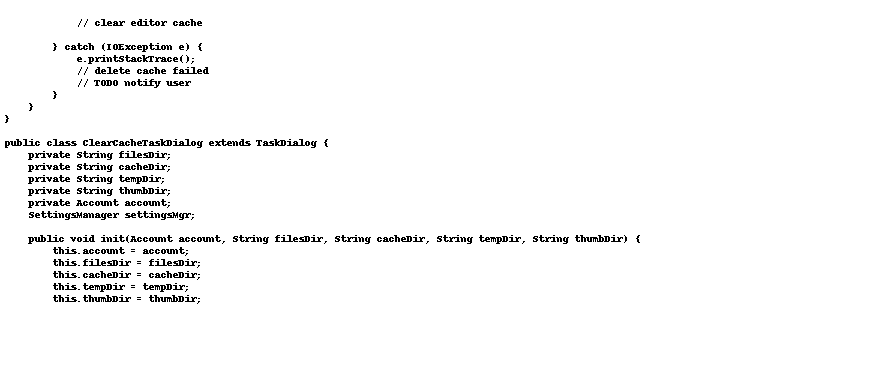 // clear editor cache
} catch (IOException e) {
e.printStackTrace();
// delete cache failed
// TODO notify user
}
}
}
public class ClearCacheTaskDialog extends TaskDialog {
private String filesDir;
private String cacheDir;
private String tempDir;
private String thumbDir;
private Account account;
SettingsManager settingsMgr;
public void init(Account account, String filesDir, String cacheDir, String tempDir, String thumbDir) {
this.account = account;
this.filesDir = filesDir;
this.cacheDir = cacheDir;
this.tempDir = tempDir;
this.thumbDir = thumbDir;